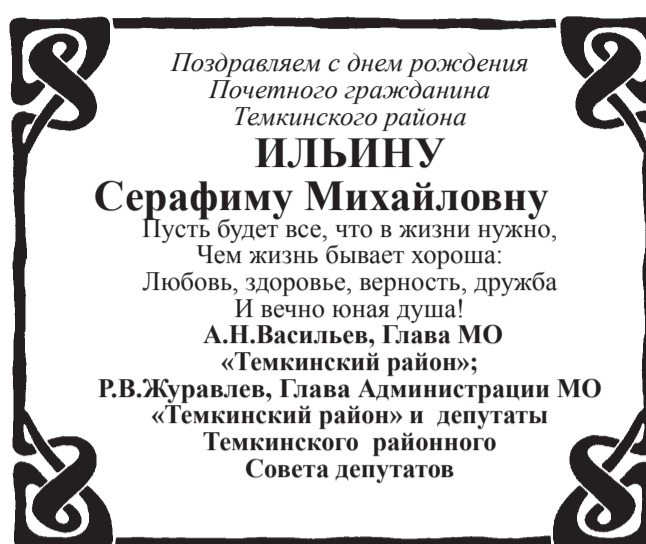 Поздравляем с днем рождения
Почетного гражданина
Темкинского района
ИЛЬИНУ
Серафиму Михайловну
Пусть будет все, что в жизни нужно,
Чем жизнь бывает хороша:
Любовь, здоровье, верность, дружба
И вечно юная душа!
А.Н.Васильев, Глава МО
«Темкинский район»;
Р.В.Журавлев, Глава Администрации МО
«Темкинский район» и депутаты
Темкинского районного
Совета депутатов